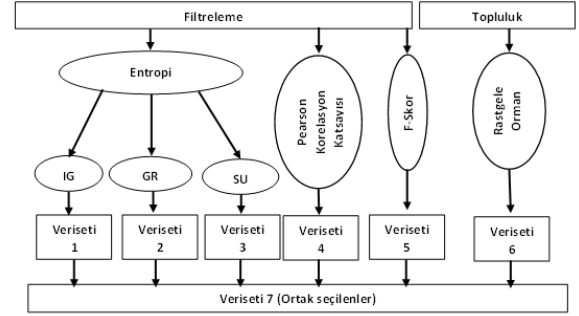 Filtreleme
Topluluk
Entropi
Pearson
Korelasyon
Katsayısı
F-Skor
Rastgele
Orman
IG
GR
SU
Veriseti
1
Veriseti
2
Veriseti
3
Veriseti
4
Veriseti
5
Veriseti
6
Veriseti 7 (Ortak seçilenler)